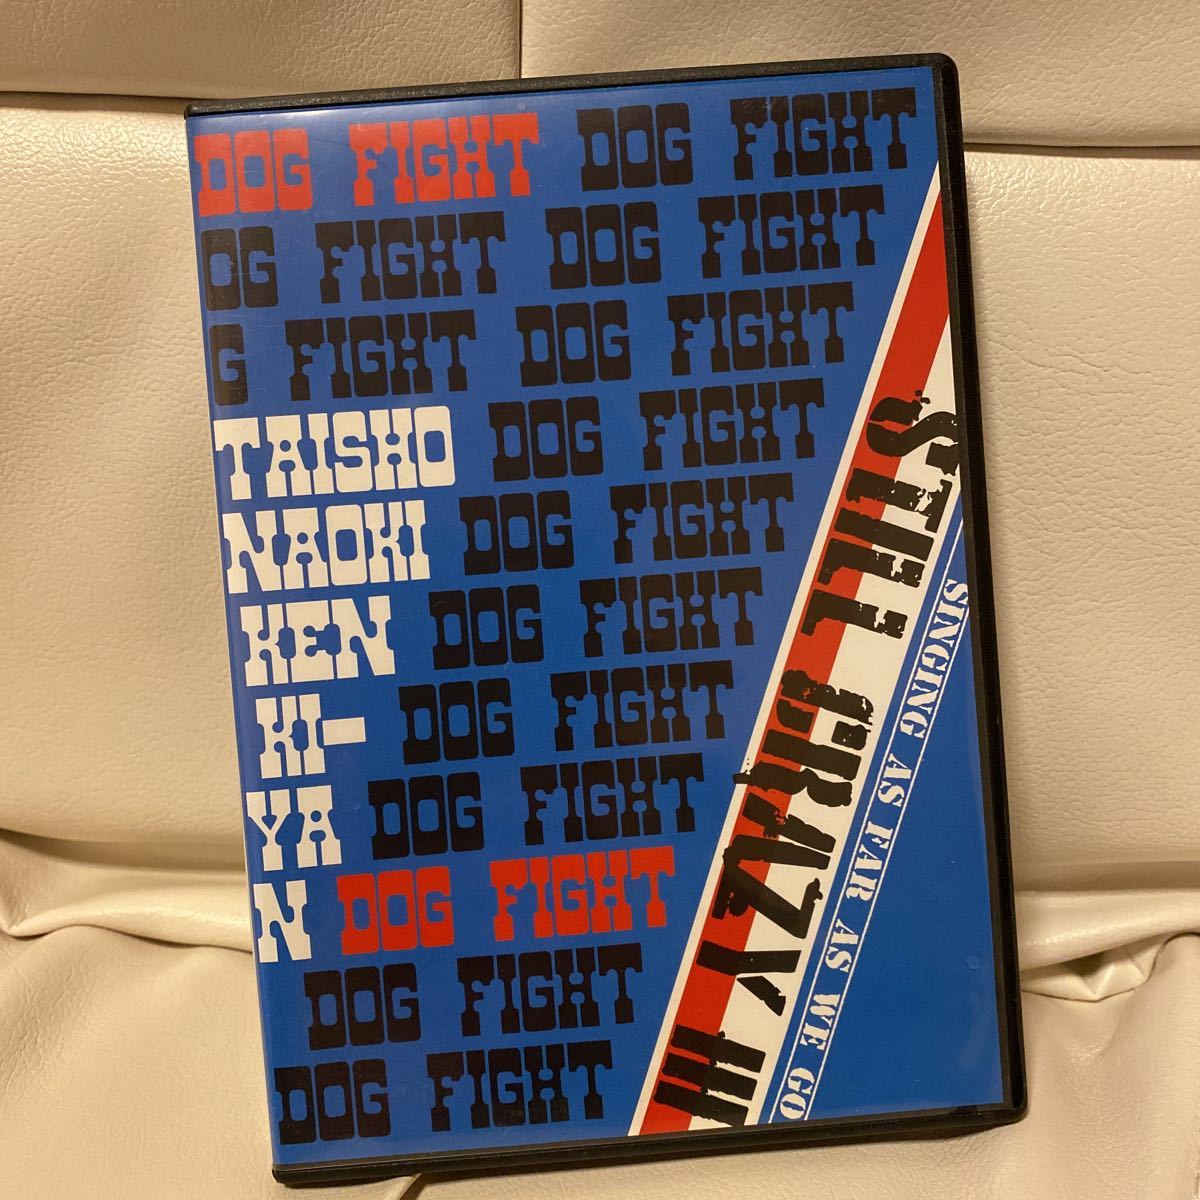 DOG FIGHT DOG FIGHT
OG FIGHT DOG FIGHT
G FIGHT DOG FIGHT
TAISHO DOG FIGHT
NAOKI DOG FIGHT
KEN DOG FIGHT
KI- DOG FIGHT
YA DOG FIGHT
N DOG FIGHT
DOG FIGHT
DOG FIGHT
STILL CRAZY III
SINGING AS FAR AS WE GO